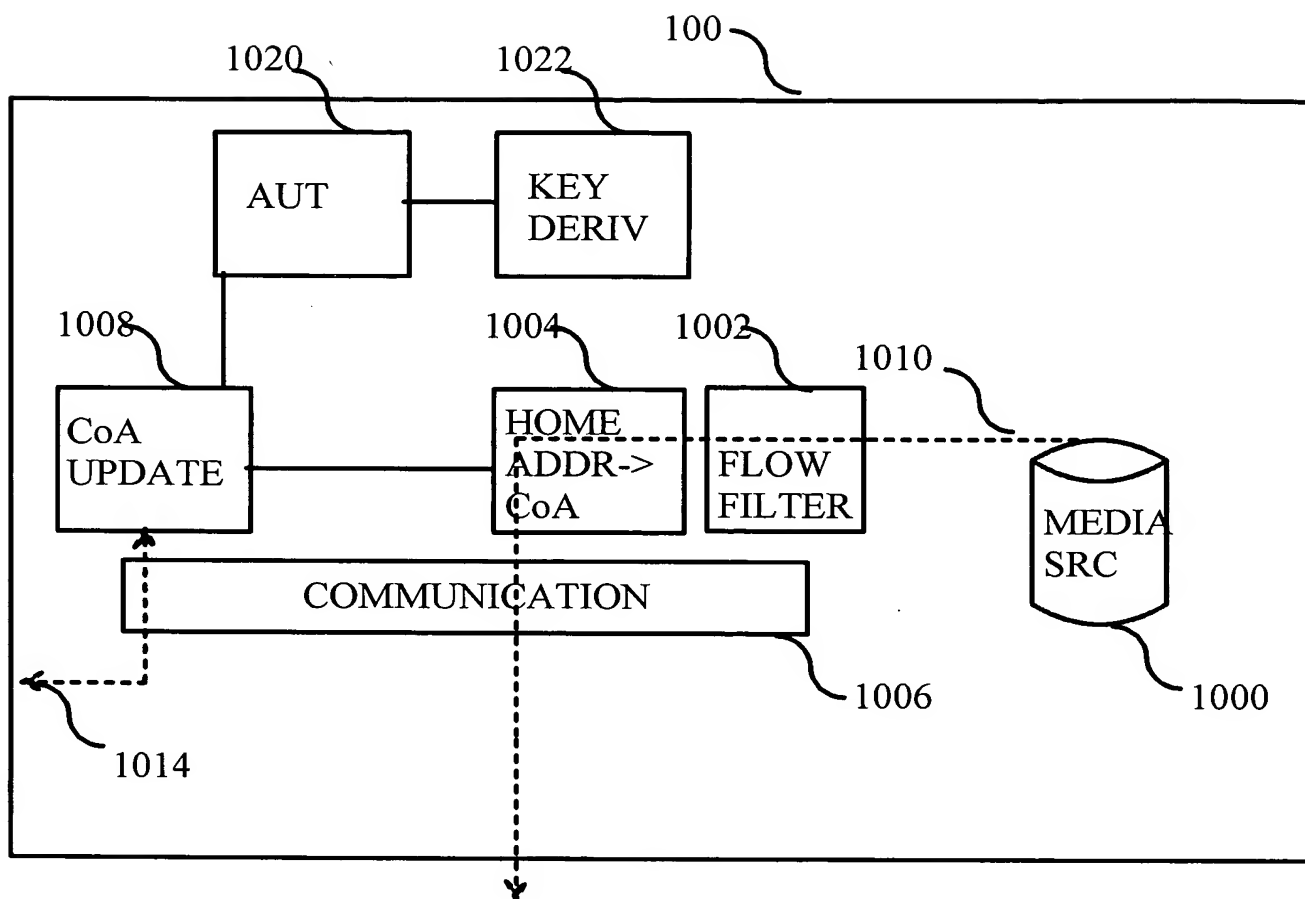 100
1020
1022
AUT
KEY
DERIV
1008
1004
1002
1010
CoA
UPDATE
HOME
ADDR->
CoA
FLOW
FILTER
MEDIA
SRC
COMMUNICATION
1006
1000
1014